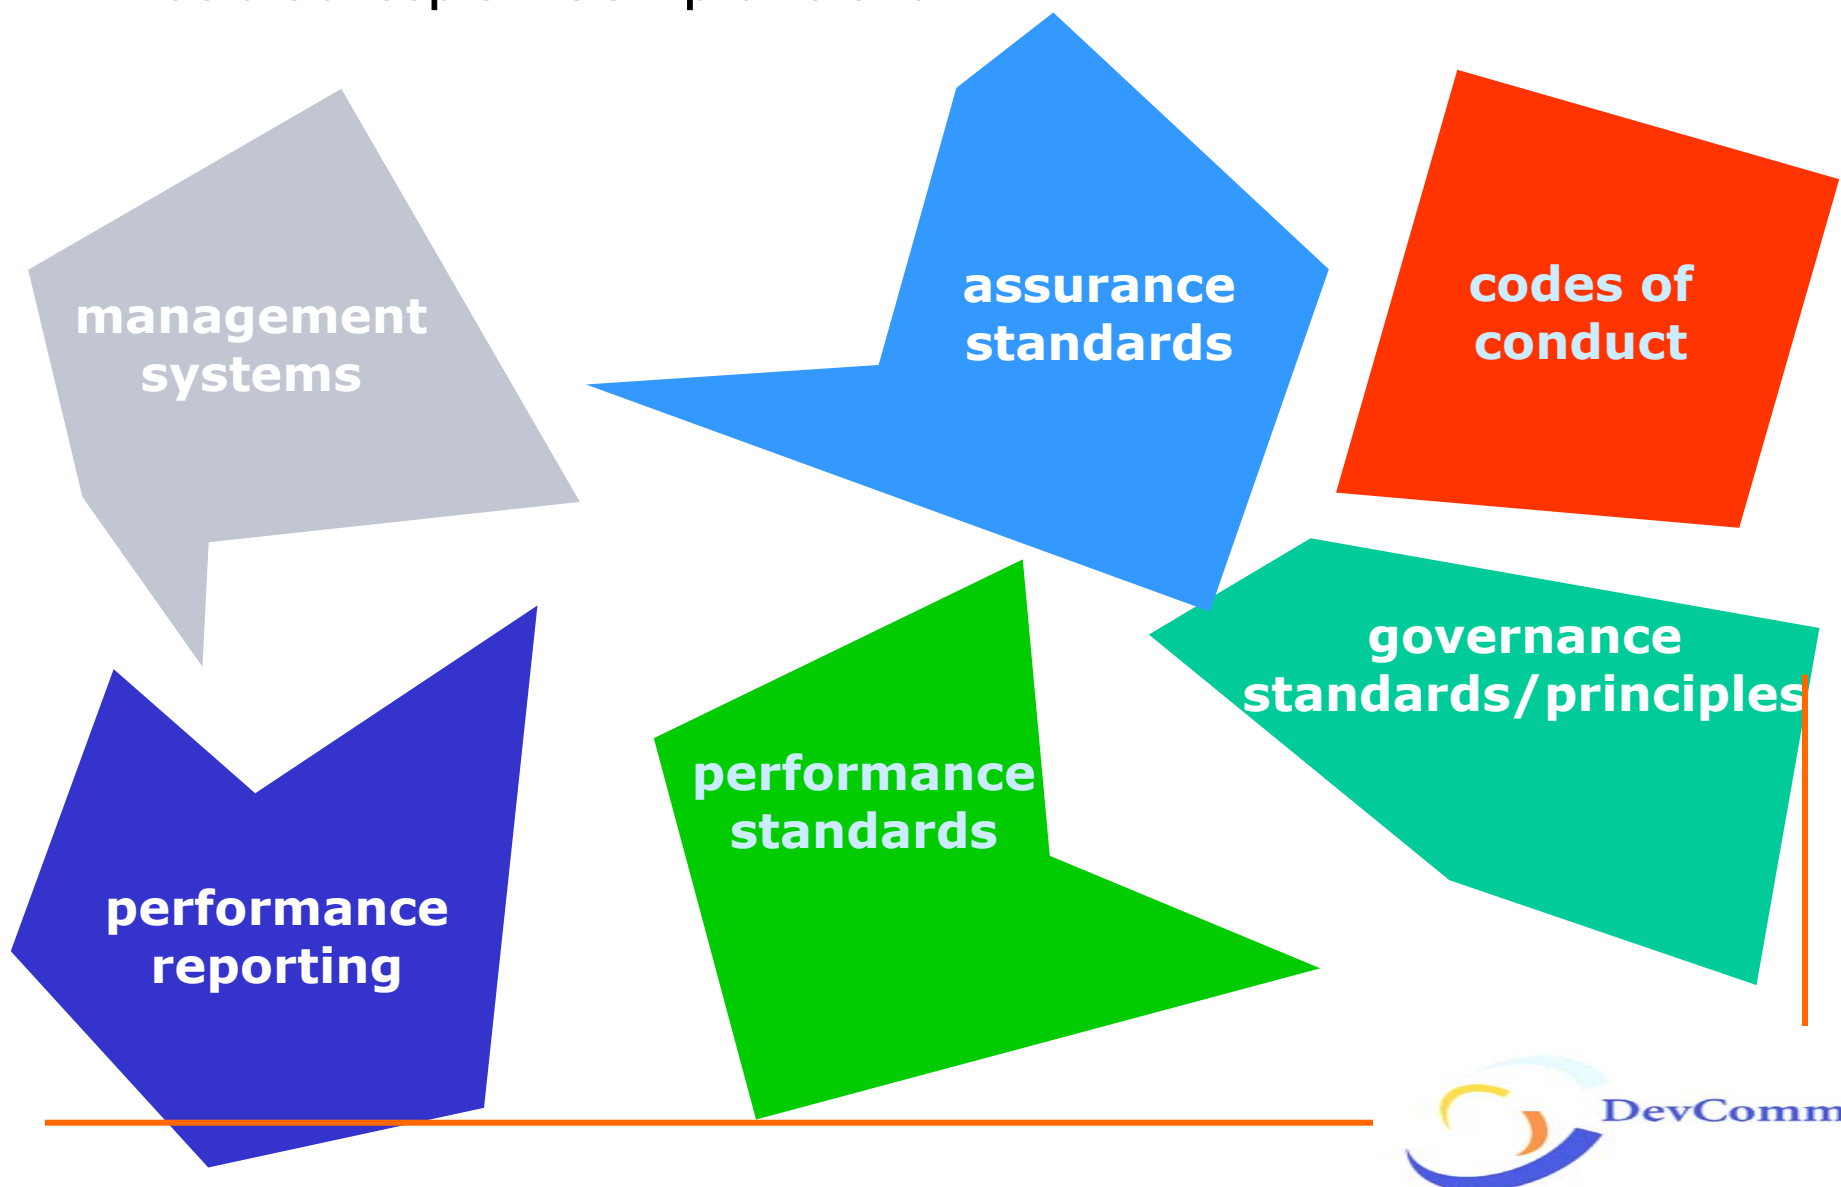 management
systems
assurance
standards
codes of
conduct
governance
standards/principles
performance
standards
performance
reporting
DevComm